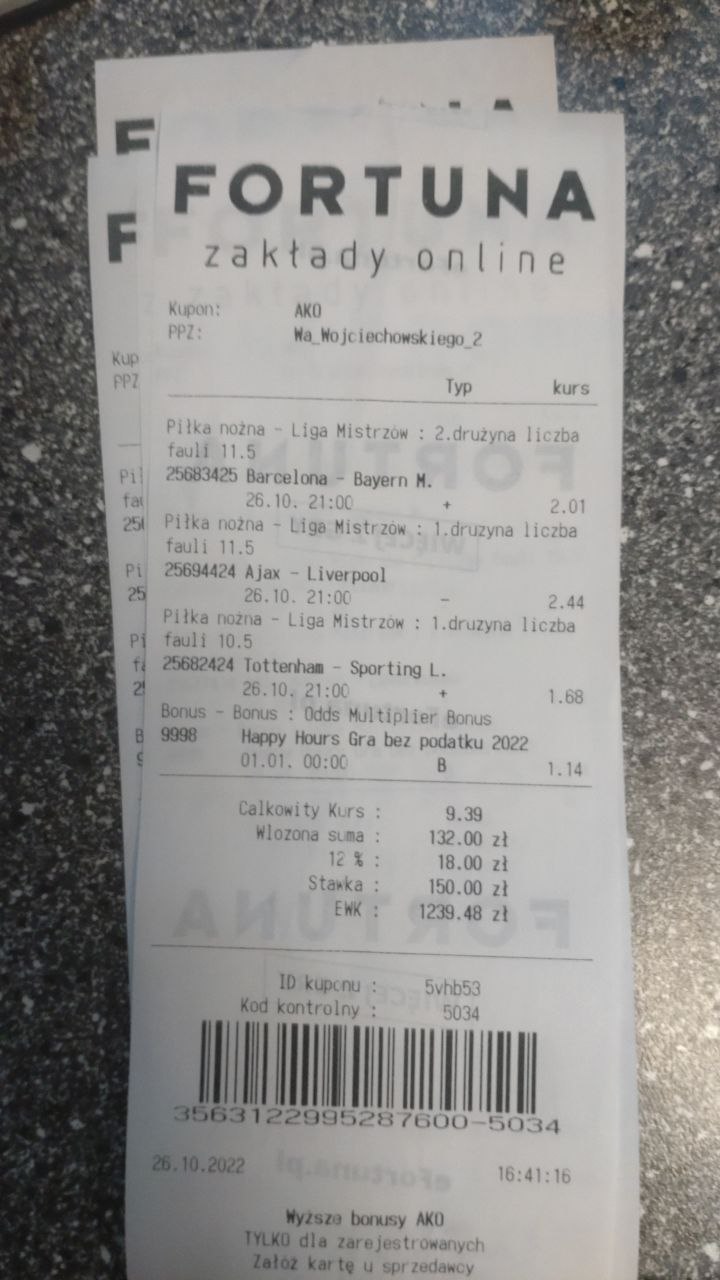 FORTUNA
zakłady online
Kupon: AKO
PPZ: Wa_Wojciechowskiego_2
Typ kurs
Piłka nożna - Liga Mistrzów : 2.drużyna liczba
fauli 11.5
25683425 Barcelona - Bayern M.
26.10. 21:00 + 2.01
Piłka nożna - Liga Mistrzów : 1.druzyna liczba
fauli 11.5
25694424 Ajax - Liverpool
26.10. 21:00 - 2.44
Piłka nożna - Liga Mistrzów : 1.druzyna liczba
fauli 10.5
25682424 Tottenham - Sporting L.
26.10. 21:00 + 1.68
Bonus - Bonus : Odds Multiplier Bonus
9998 Happy Hours Gra bez podatku 2022
01.01. 00:00 B 1.14
Calkowity Kurs : 9.39
Wlozona suma : 132.00 zł
12 % : 18.00 zł
Stawka : 150.00 zł
EWK : 1239.48 zł
ID kuponu : 5vhb53
Kod kontrolny : 5034
3563122995287600-5034
26.10.2022 16:41:16
Wyższe bonusy AKO
TYLKO dla zarejestrowanych
Załóż kartę u sprzedawcy